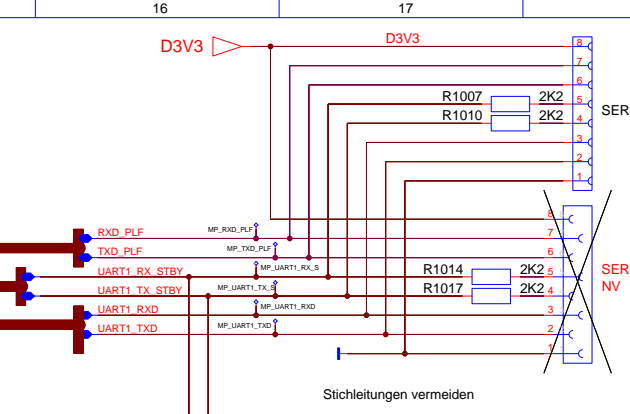 16 17
D3V3 D3V3 8
7
6
R1007 2K2 5
R1010 2K2 4
SER
3
2
1
8
RXD_PLF MP_RXD_PLF 7
TXD_PLF MP_TXD_PLF 6
UART1_RX_STBY MP_UART1_RX_S R1014 2K2 5 SER
UART1_TX_STBY MP_UART1_TX_S R1017 2K2 4 NV
UART1_RXD MP_UART1_RXD 3
UART1_TXD MP_UART1_TXD 2
1
Stichleitungen vermeiden